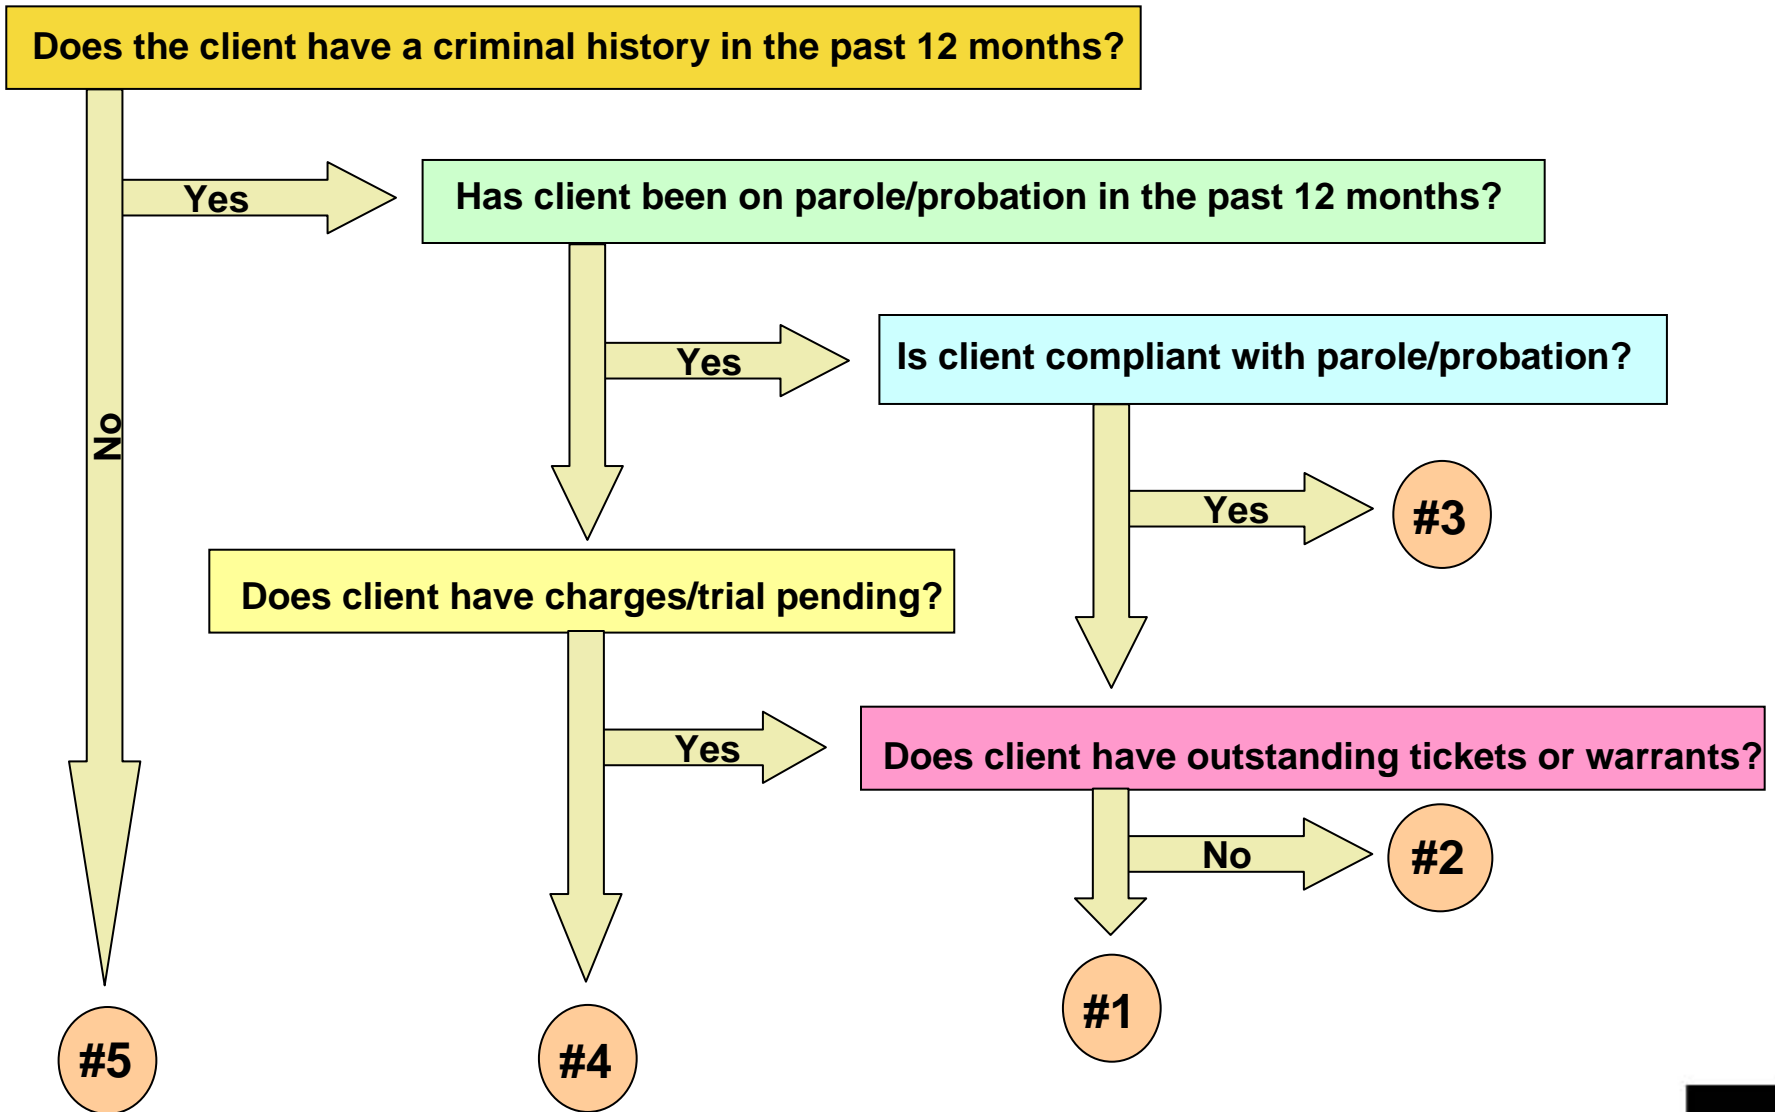 Does the client have a criminal history in the past 12 months?
Yes
Has client been on parole/probation in the past 12 months?
Yes
Is client compliant with parole/probation?
No
Yes
#3
Does client have charges/trial pending?
Yes
Does client have outstanding tickets or warrants?
No
#2
#1
#5
#4